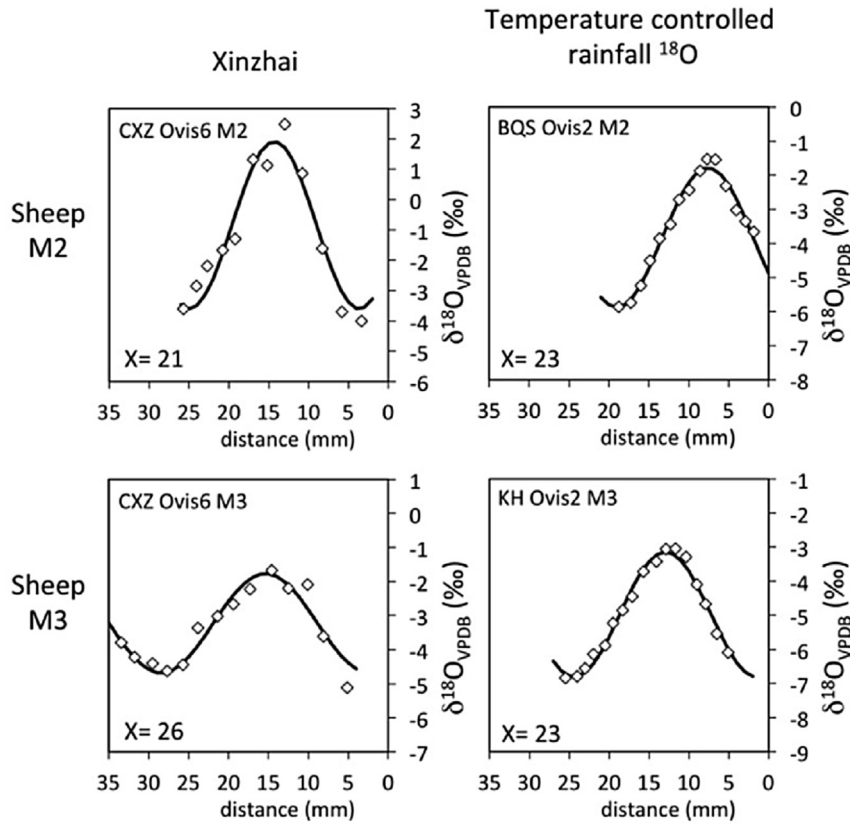 Xinzhai
Temperature controlled
rainfall ¹⁸O
Sheep
M2
CXZ Ovis6 M2
X= 21
3
2
1
0
-1
-2
-3
-4
-5
-6
δ¹⁸O_VPDB (‰)
35 30 25 20 15 10 5 0
distance (mm)
BQS Ovis2 M2
X= 23
0
-1
-2
-3
-4
-5
-6
-7
-8
δ¹⁸O_VPDB (‰)
35 30 25 20 15 10 5 0
distance (mm)
Sheep
M3
CXZ Ovis6 M3
X= 26
1
0
-1
-2
-3
-4
-5
-6
-7
δ¹⁸O_VPDB (‰)
35 30 25 20 15 10 5 0
distance (mm)
KH Ovis2 M3
X= 23
-1
-2
-3
-4
-5
-6
-7
-8
-9
δ¹⁸O_VPDB (‰)
35 30 25 20 15 10 5 0
distance (mm)